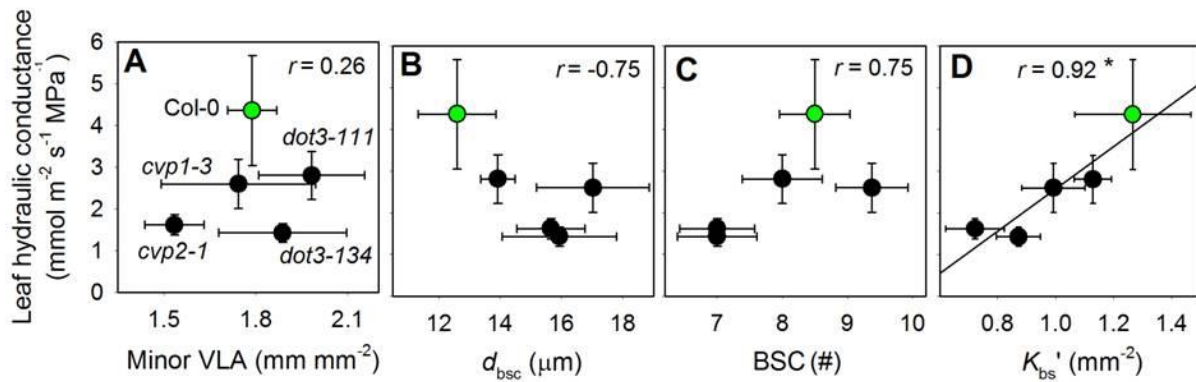 Leaf hydraulic conductance
(mmol m⁻² s⁻¹ MPa⁻¹)
6
5
4
3
2
1
0
A
r = 0.26
Col-0
dot3-111
cvp1-3
cvp2-1
dot3-134
1.5 1.8 2.1
Minor VLA (mm mm⁻²)
B
r = -0.75
12 14 16 18
d_bsc (μm)
C
r = 0.75
7 8 9 10
BSC (#)
D
r = 0.92 *
0.8 1.0 1.2 1.4
K_bs' (mm⁻²)